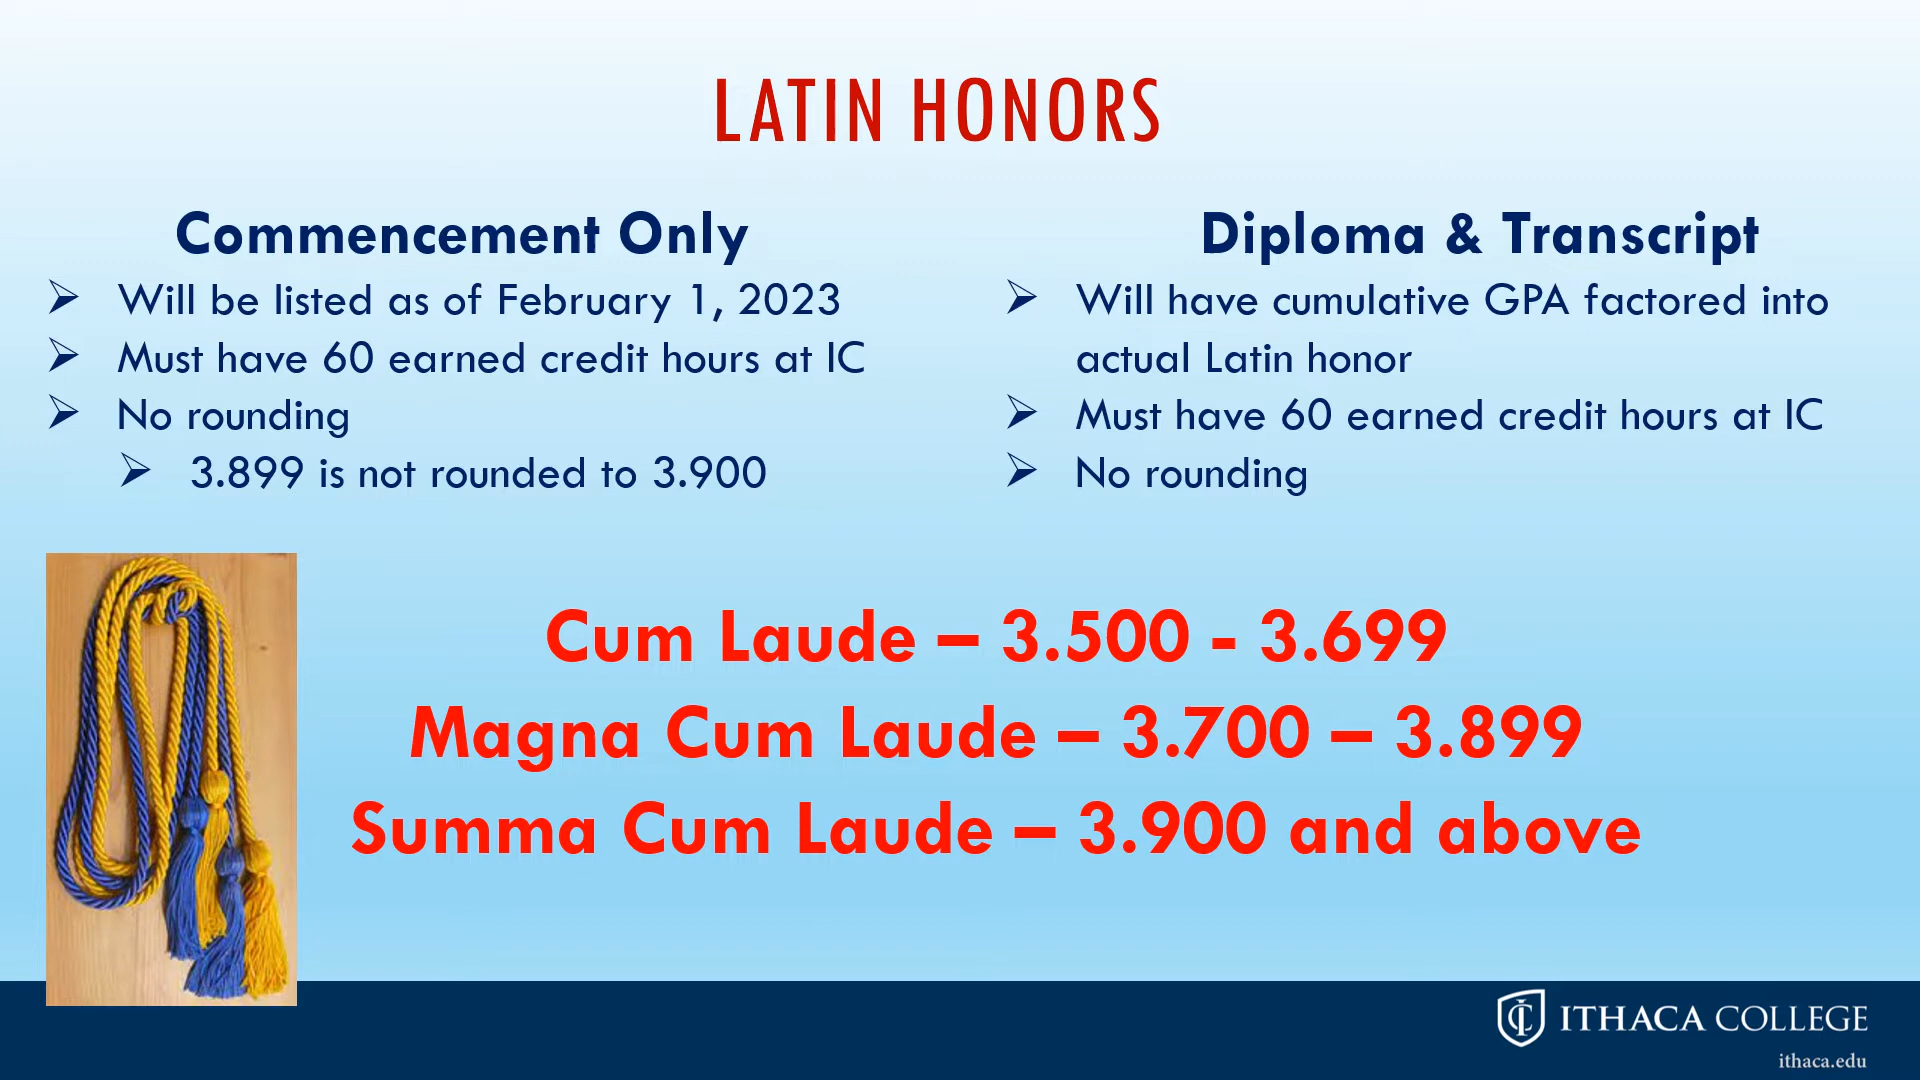 LATIN HONORS
Commencement Only
➢ Will be listed as of February 1, 2023
➢ Must have 60 earned credit hours at IC
➢ No rounding
➢ 3.899 is not rounded to 3.900
Diploma & Transcript
➢ Will have cumulative GPA factored into
actual Latin honor
➢ Must have 60 earned credit hours at IC
➢ No rounding
Cum Laude – 3.500 - 3.699
Magna Cum Laude – 3.700 – 3.899
Summa Cum Laude – 3.900 and above
ITHACA COLLEGE
ithaca.edu